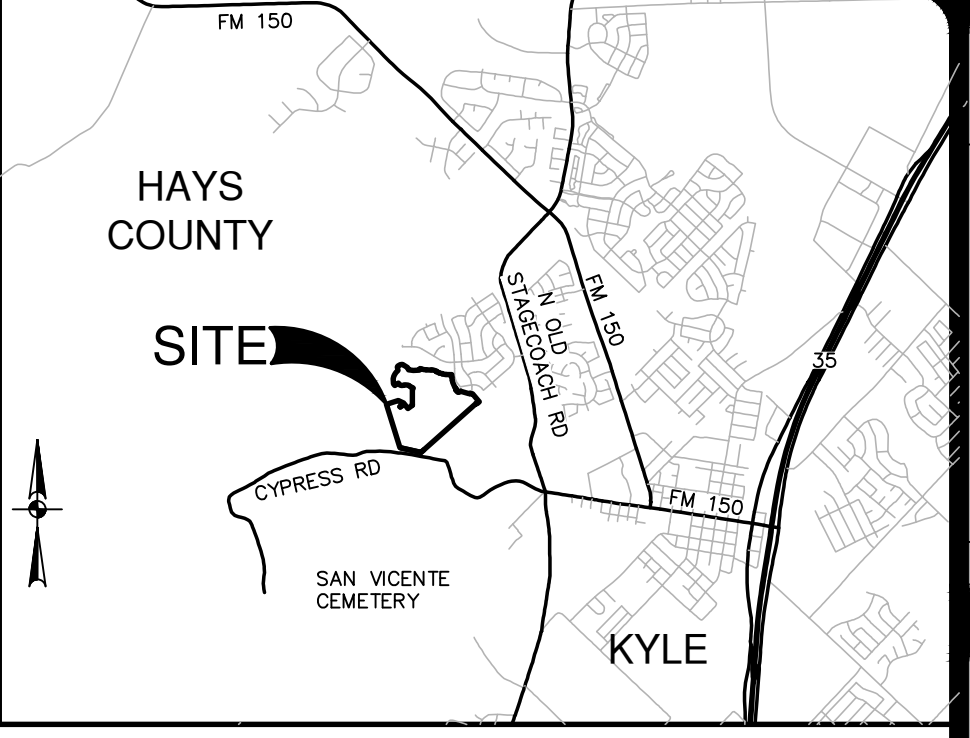 FM 150
HAYS
COUNTY
SITE
N OLD
STAGECOACH RD
FM 150
35
CYPRESS RD
FM 150
SAN VICENTE
CEMETERY
KYLE